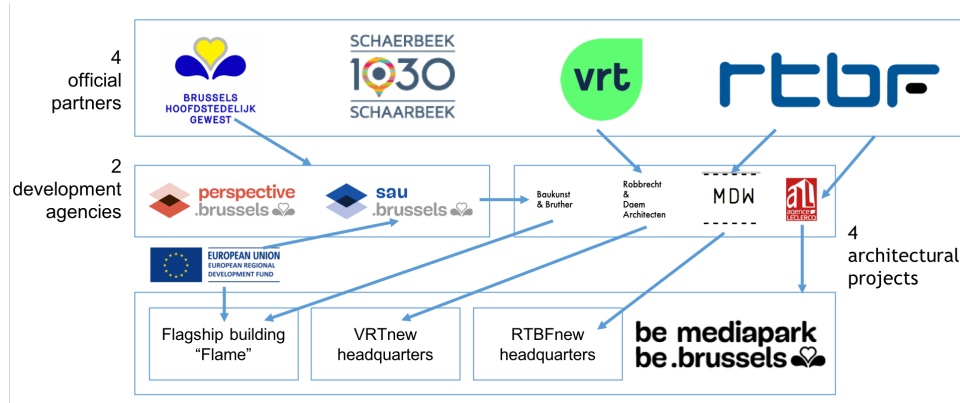 4
official
partners
BRUSSELS
HOOFDSTEDELIJK
GEWEST
SCHAERBEEK
1030
SCHAARBEEK
vrt
rtbf
2
development
agencies
perspective
.brussels
sau
.brussels
Baukunst
& Bruther
Robbrecht
&
Daem
Architecten
MDW
aLL
agence
LECLERCQ
4
architectural
projects
EUROPEAN UNION
EUROPEAN REGIONAL
DEVELOPMENT FUND
Flagship building
“Flame”
VRTnew
headquarters
RTBFnew
headquarters
be mediapark
be.brussels